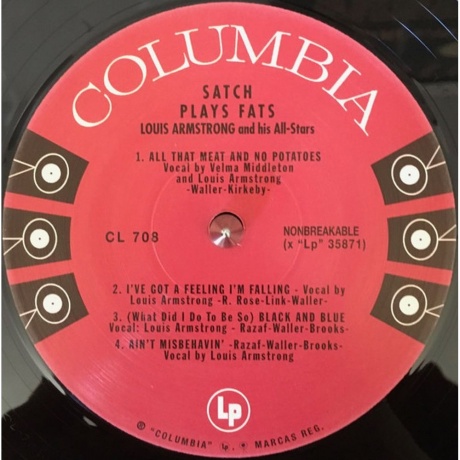 COLUMBIA
SATCH
PLAYS FATS
LOUIS ARMSTRONG and his All-Stars
1. ALL THAT MEAT AND NO POTATOES
Vocal by Velma Middleton
and Louis Armstrong
-Waller-Kirkeby-
CL 708
NONBREAKABLE
(x "Lp" 35871)
2. I'VE GOT A FEELING I'M FALLING - Vocal by
Louis Armstrong -R. Rose-Link-Waller-
3. (What Did I Do To Be So) BLACK AND BLUE
Vocal: Louis Armstrong - Razaf-Waller-Brooks-
4. AIN'T MISBEHAVIN' -Razaf-Waller-Brooks-
Vocal by Louis Armstrong
Lp
® "COLUMBIA" MARCAS REG.